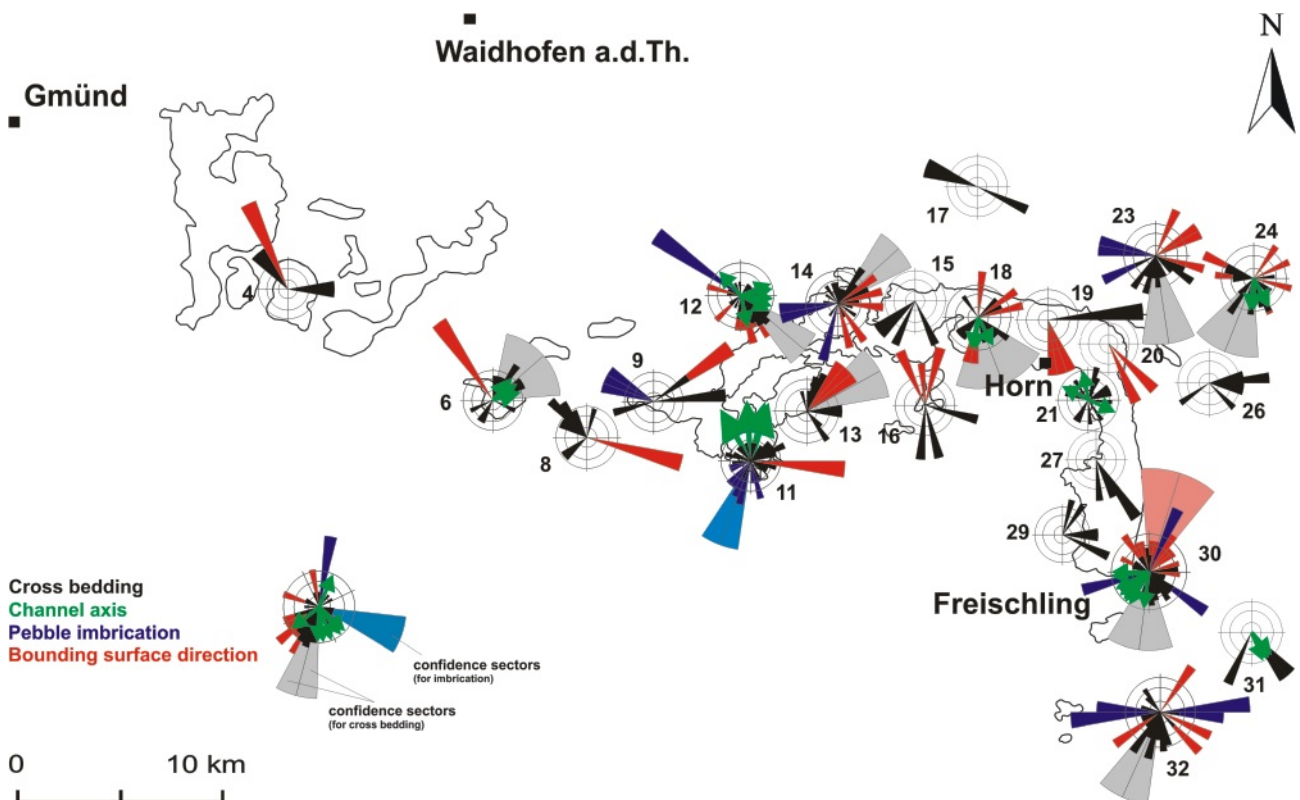 Waidhofen a.d.Th.
N
Gmünd
17
23
24
4
12
14
15
18
19
20
6
9
Horn
26
8
13
16
21
11
27
29
30
Freischling
31
32
Cross bedding
Channel axis
Pebble imbrication
Bounding surface direction
confidence sectors
(for imbrication)
confidence sectors
(for cross bedding)
0 10 km